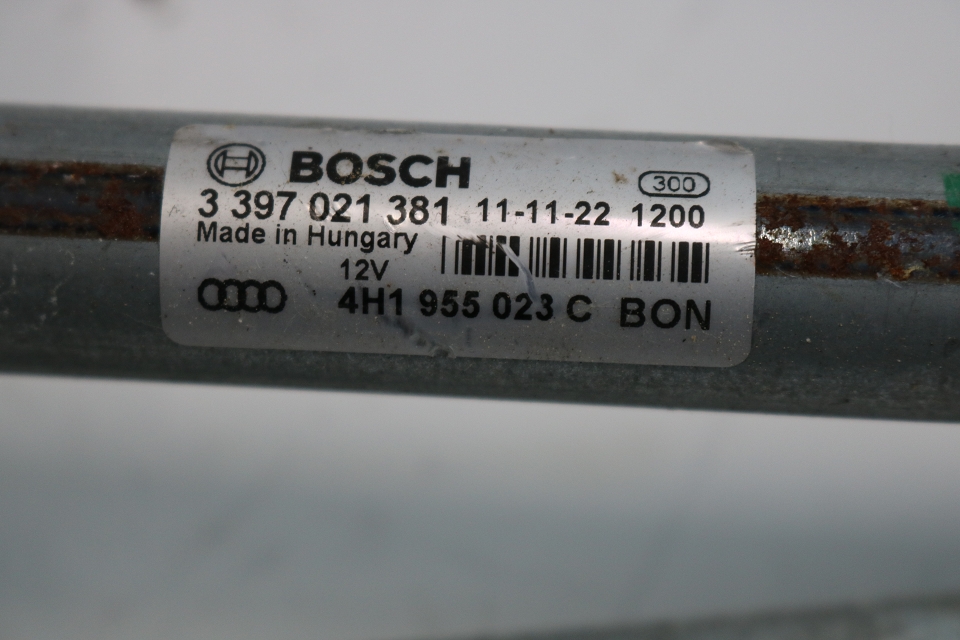 BOSCH
300
3 397 021 381 11-11-22 1200
Made in Hungary
12V
4H1 955 023 C BON